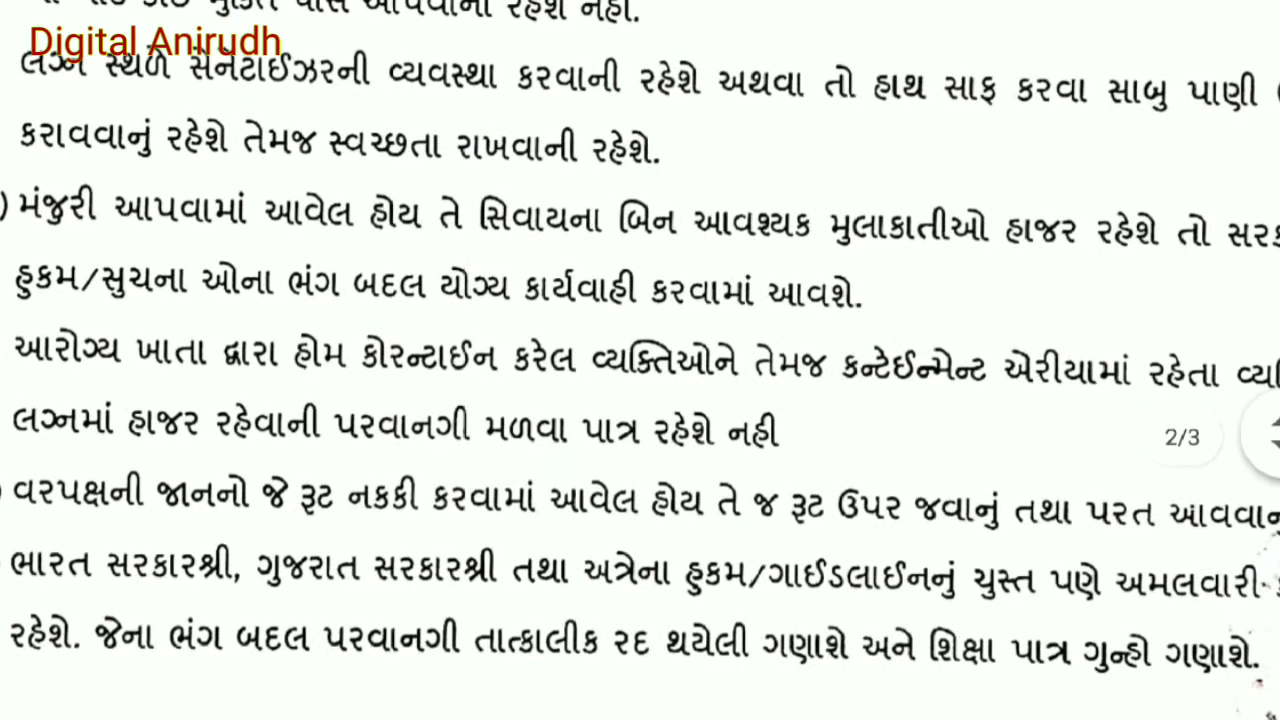 રહેશે નહી.
Digital Anirudh
લગ્ન સ્થળે સેનેટાઈઝરની વ્યવસ્થા કરવાની રહેશે અથવા તો હાથ સાફ કરવા સાબુ પાણી
કરાવવાનું રહેશે તેમજ સ્વચ્છતા રાખવાની રહેશે.
) મંજુરી આપવામાં આવેલ હોય તે સિવાયના બિન આવશ્યક મુલાકાતીઓ હાજર રહેશે તો
હુકમ/સુચના ઓના ભંગ બદલ યોગ્ય કાર્યવાહી કરવામાં આવશે.
આરોગ્ય ખાતા દ્વારા હોમ કોરન્ટાઈન કરેલ વ્યક્તિઓને તેમજ કન્ટેઈન્મેન્ટ એરીયામાં રહેતા
લગ્નમાં હાજર રહેવાની પરવાનગી મળવા પાત્ર રહેશે નહી
2/3
વરપક્ષની જાનનો જે રૂટ નકકી કરવામાં આવેલ હોય તે જ રૂટ ઉપર જવાનું તથા પરત
ભારત સરકારશ્રી, ગુજરાત સરકારશ્રી તથા અત્રેના હુકમ/ગાઈડલાઈનનું ચુસ્ત પણે અમલવારી
રહેશે. જેના ભંગ બદલ પરવાનગી તાત્કાલીક રદ થયેલી ગણાશે અને શિક્ષા પાત્ર ગુન્હો ગણાશે.